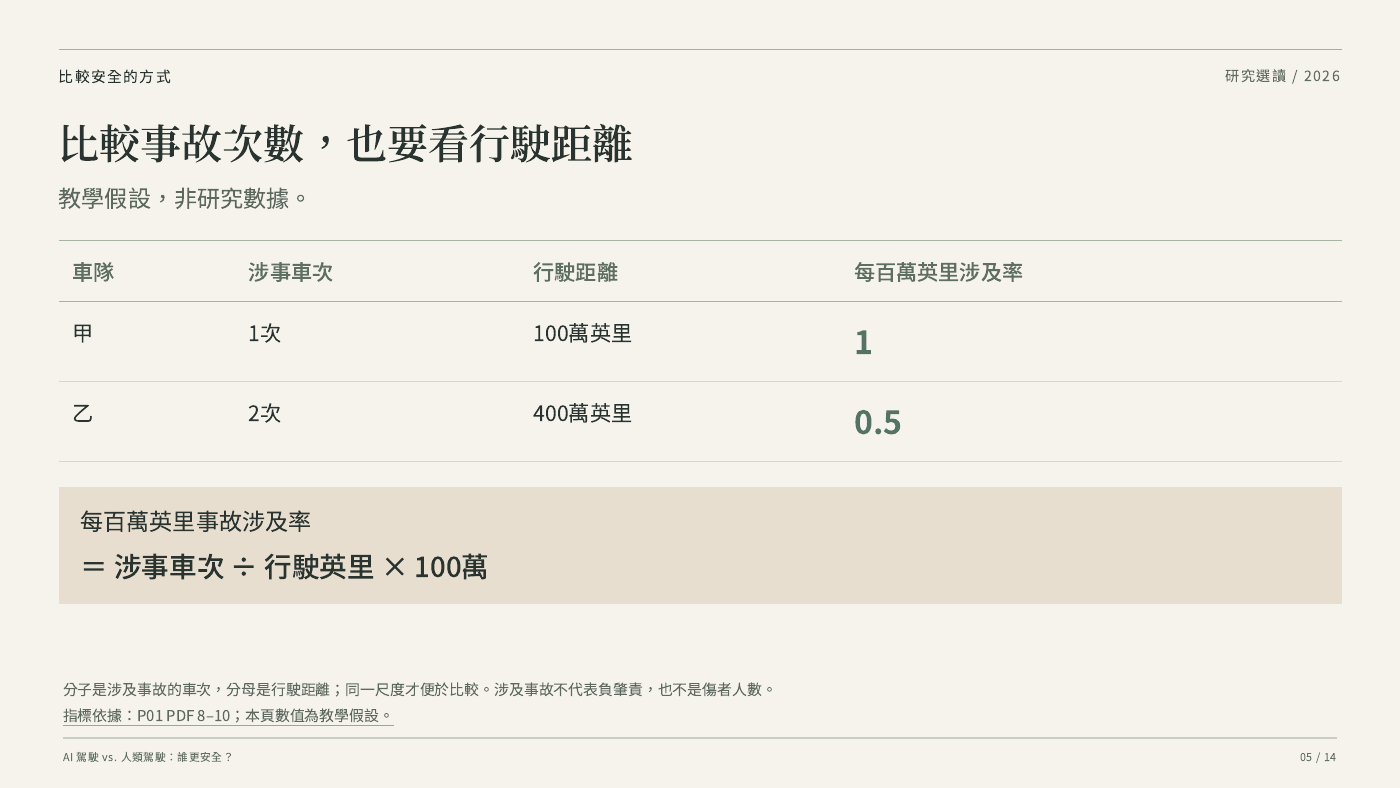 比較安全的方式
研究選讀 / 2026
比較事故次數，也要看行駛距離
教學假設，非研究數據。
車隊 涉事車次 行駛距離 每百萬英里涉及率
甲 1次 100萬英里 1
乙 2次 400萬英里 0.5
每百萬英里事故涉及率
＝ 涉事車次 ÷ 行駛英里 × 100萬
分子是涉及事故的車次，分母是行駛距離；同一尺度才便於比較。涉及事故不代表負肇責，也不是傷者人數。
指標依據：P01 PDF 8–10；本頁數值為教學假設。
AI 駕駛 vs. 人類駕駛：誰更安全？
05 / 14